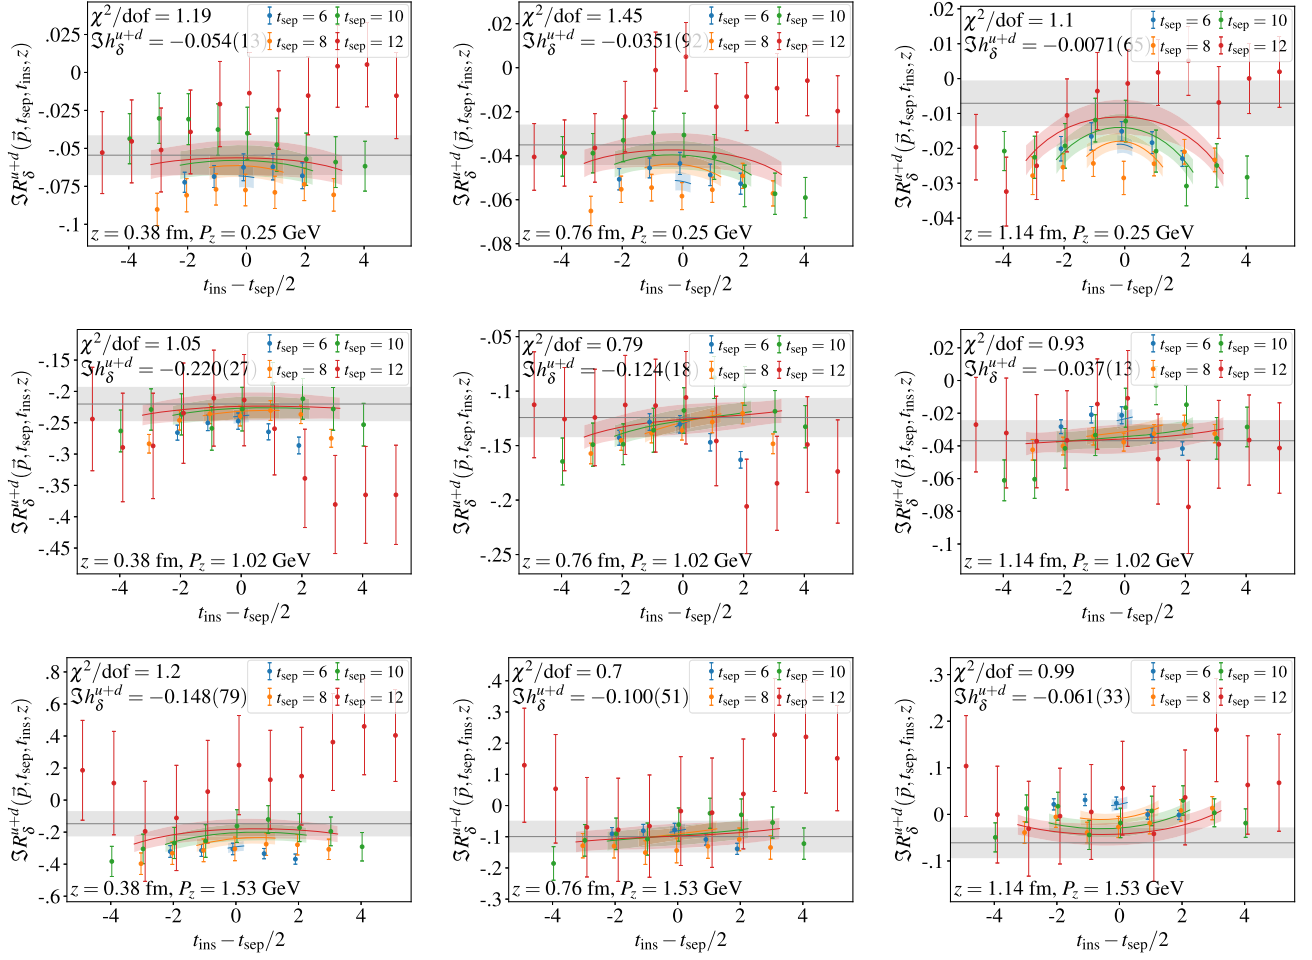 χ²/dof = 1.19
ℑh_δ^{u+d} = −0.054(13)
t_sep = 6 t_sep = 10
t_sep = 8 t_sep = 12
.025
0
-.025
-.05
-.075
-.1
ℑR_δ^{u+d}(p⃗, t_sep, t_ins, z)
z = 0.38 fm, P_z = 0.25 GeV
-4 -2 0 2 4
t_ins − t_sep/2
χ²/dof = 1.45
ℑh_δ^{u+d} = −0.0351(92)
t_sep = 6 t_sep = 10
t_sep = 8 t_sep = 12
.02
0
-.02
-.04
-.06
-.08
ℑR_δ^{u+d}(p⃗, t_sep, t_ins, z)
z = 0.76 fm, P_z = 0.25 GeV
-4 -2 0 2 4
t_ins − t_sep/2
χ²/dof = 1.1
ℑh_δ^{u+d} = −0.0071(65)
t_sep = 6 t_sep = 10
t_sep = 8 t_sep = 12
.02
.01
0
-.01
-.02
-.03
-.04
ℑR_δ^{u+d}(p⃗, t_sep, t_ins, z)
z = 1.14 fm, P_z = 0.25 GeV
-4 -2 0 2 4
t_ins − t_sep/2
χ²/dof = 1.05
ℑh_δ^{u+d} = −0.220(27)
t_sep = 6 t_sep = 10
t_sep = 8 t_sep = 12
-.15
-.2
-.25
-.3
-.35
-.4
-.45
ℑR_δ^{u+d}(p⃗, t_sep, t_ins, z)
z = 0.38 fm, P_z = 1.02 GeV
-4 -2 0 2 4
t_ins − t_sep/2
χ²/dof = 0.79
ℑh_δ^{u+d} = −0.124(18)
t_sep = 6 t_sep = 10
t_sep = 8 t_sep = 12
-.05
-.1
-.15
-.2
-.25
ℑR_δ^{u+d}(p⃗, t_sep, t_ins, z)
z = 0.76 fm, P_z = 1.02 GeV
-4 -2 0 2 4
t_ins − t_sep/2
χ²/dof = 0.93
ℑh_δ^{u+d} = −0.037(13)
t_sep = 6 t_sep = 10
t_sep = 8 t_sep = 12
.02
0
-.02
-.04
-.06
-.08
-.1
ℑR_δ^{u+d}(p⃗, t_sep, t_ins, z)
z = 1.14 fm, P_z = 1.02 GeV
-4 -2 0 2 4
t_ins − t_sep/2
χ²/dof = 1.2
ℑh_δ^{u+d} = −0.148(79)
t_sep = 6 t_sep = 10
t_sep = 8 t_sep = 12
.8
.6
.4
.2
0
-.2
-.4
-.6
ℑR_δ^{u+d}(p⃗, t_sep, t_ins, z)
z = 0.38 fm, P_z = 1.53 GeV
-4 -2 0 2 4
t_ins − t_sep/2
χ²/dof = 0.7
ℑh_δ^{u+d} = −0.100(51)
t_sep = 6 t_sep = 10
t_sep = 8 t_sep = 12
.4
.3
.2
.1
0
-.1
-.2
-.3
ℑR_δ^{u+d}(p⃗, t_sep, t_ins, z)
z = 0.76 fm, P_z = 1.53 GeV
-4 -2 0 2 4
t_ins − t_sep/2
χ²/dof = 0.99
ℑh_δ^{u+d} = −0.061(33)
t_sep = 6 t_sep = 10
t_sep = 8 t_sep = 12
.3
.2
.1
0
-.1
ℑR_δ^{u+d}(p⃗, t_sep, t_ins, z)
z = 1.14 fm, P_z = 1.53 GeV
-4 -2 0 2 4
t_ins − t_sep/2